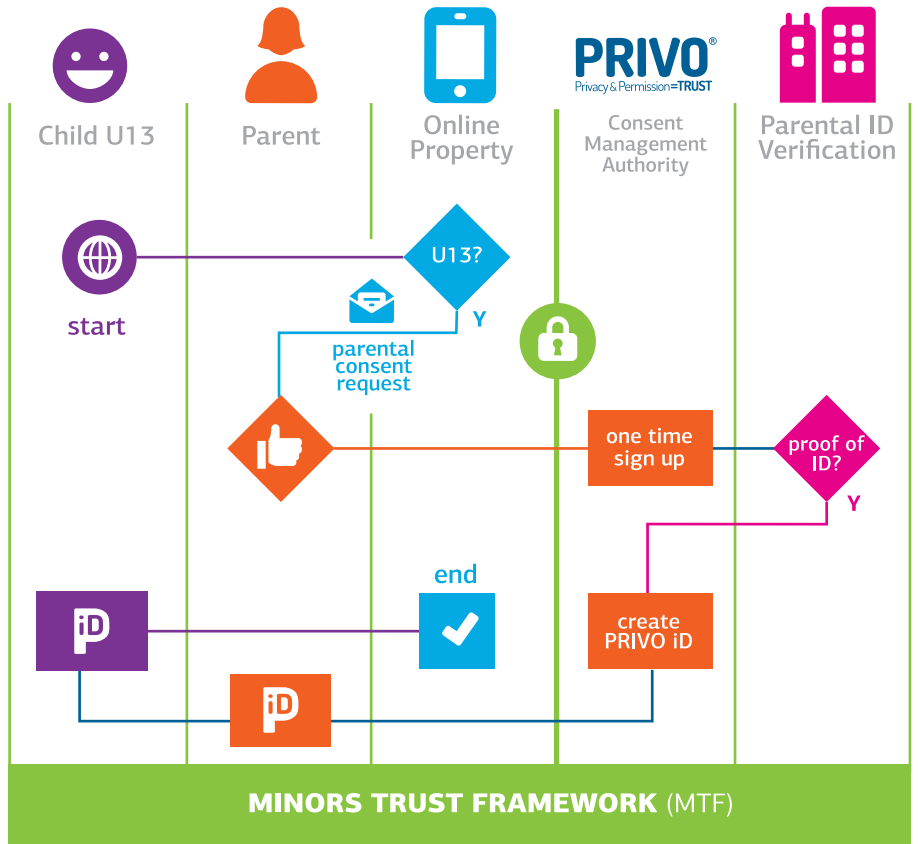 PRIVO®
Privacy & Permission=TRUST
Child U13
Parent
Online
Property
Consent
Management
Authority
Parental ID
Verification
U13?
start
Y
parental
consent
request
one time
sign up
proof of
ID?
Y
end
iD
P
create
PRIVO iD
iD
P
MINORS TRUST FRAMEWORK (MTF)